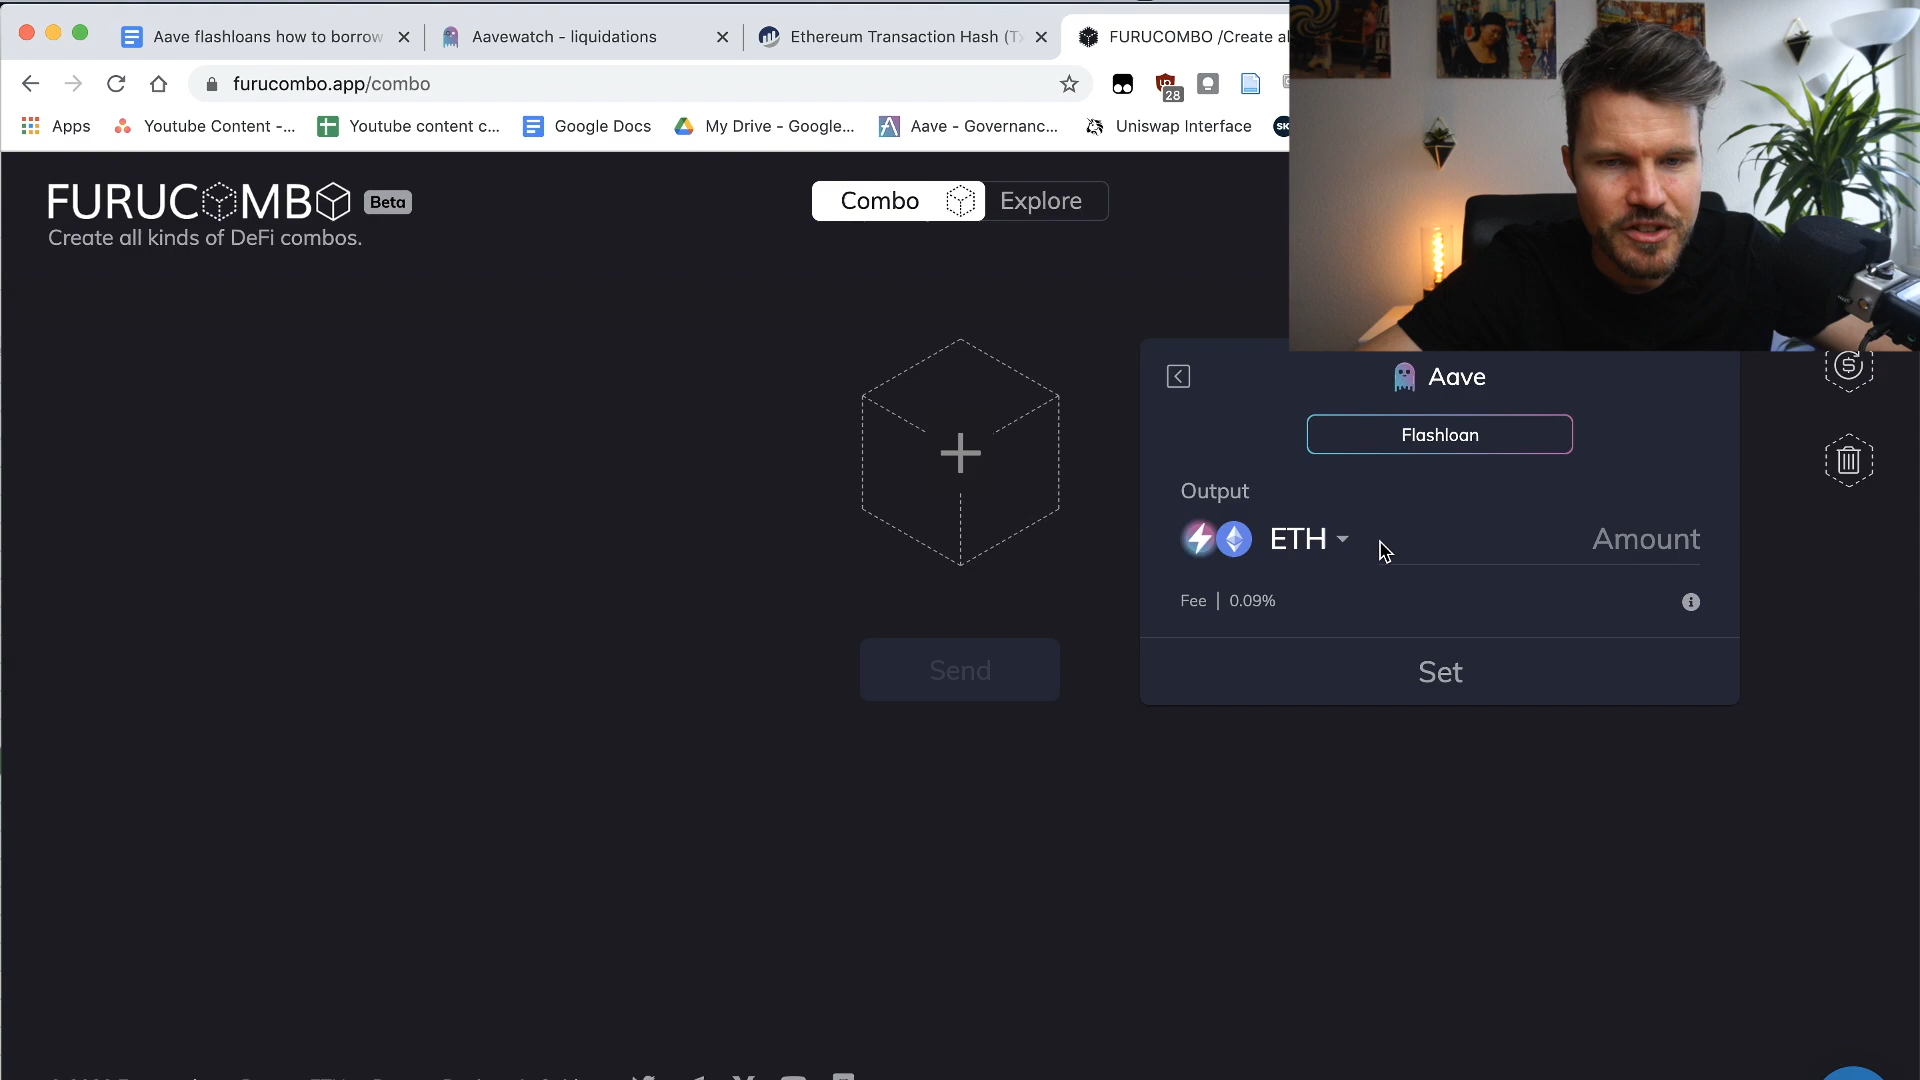 Aave flashloans how to borrow
Aavewatch - liquidations
Ethereum Transaction Hash (Tx
FURUCOMBO /Create al
furucombo.app/combo
28
Apps
Youtube Content -...
Youtube content c...
Google Docs
My Drive - Google...
Aave - Governanc...
Uniswap Interface
SK
FURUCOMBO Beta
Create all kinds of DeFi combos.
Combo
Explore
Aave
Flashloan
Output
ETH
Amount
Fee | 0.09%
Set
Send